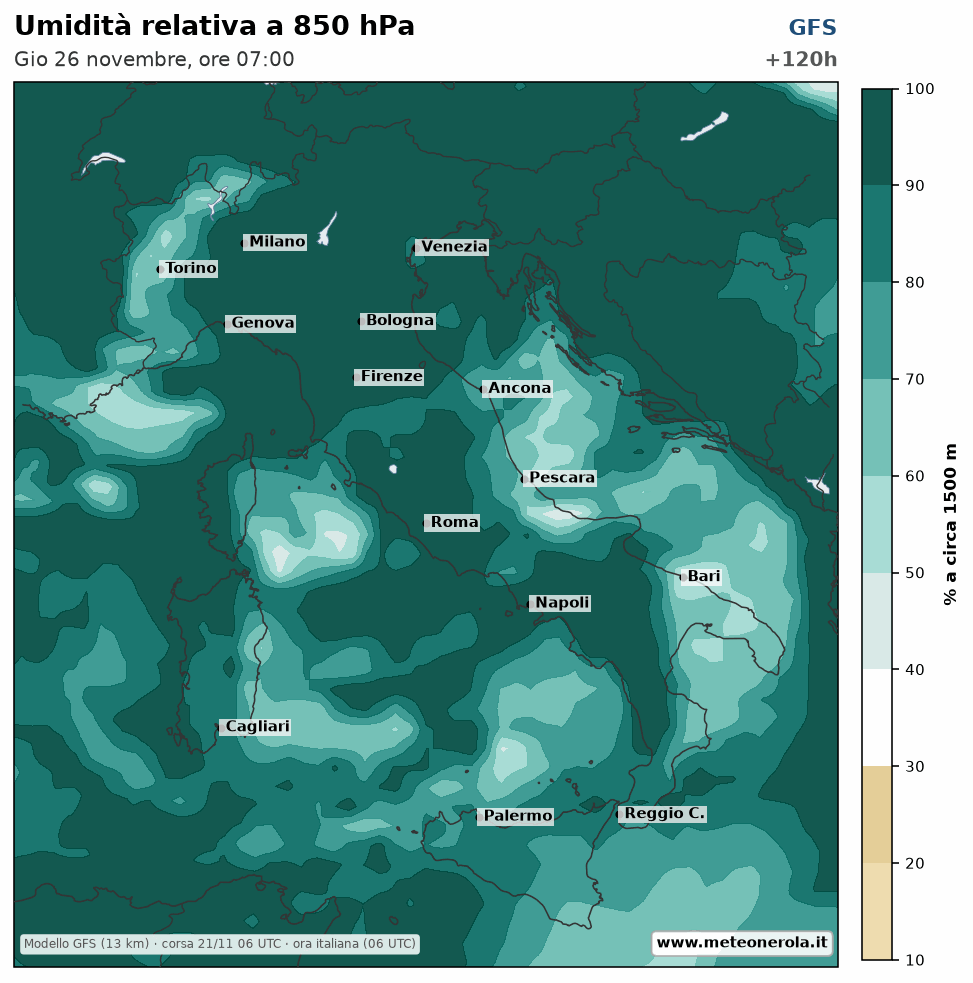 Umidità relativa a 850 hPa
GFS
Gio 26 novembre, ore 07:00
+120h
Milano
Venezia
Torino
Genova
Bologna
Firenze
Ancona
Pescara
Roma
Bari
Napoli
Cagliari
Palermo
Reggio C.
100
90
80
70
60
50
40
30
20
10
% a circa 1500 m
Modello GFS (13 km) · corsa 21/11 06 UTC · ora italiana (06 UTC)
www.meteonerola.it